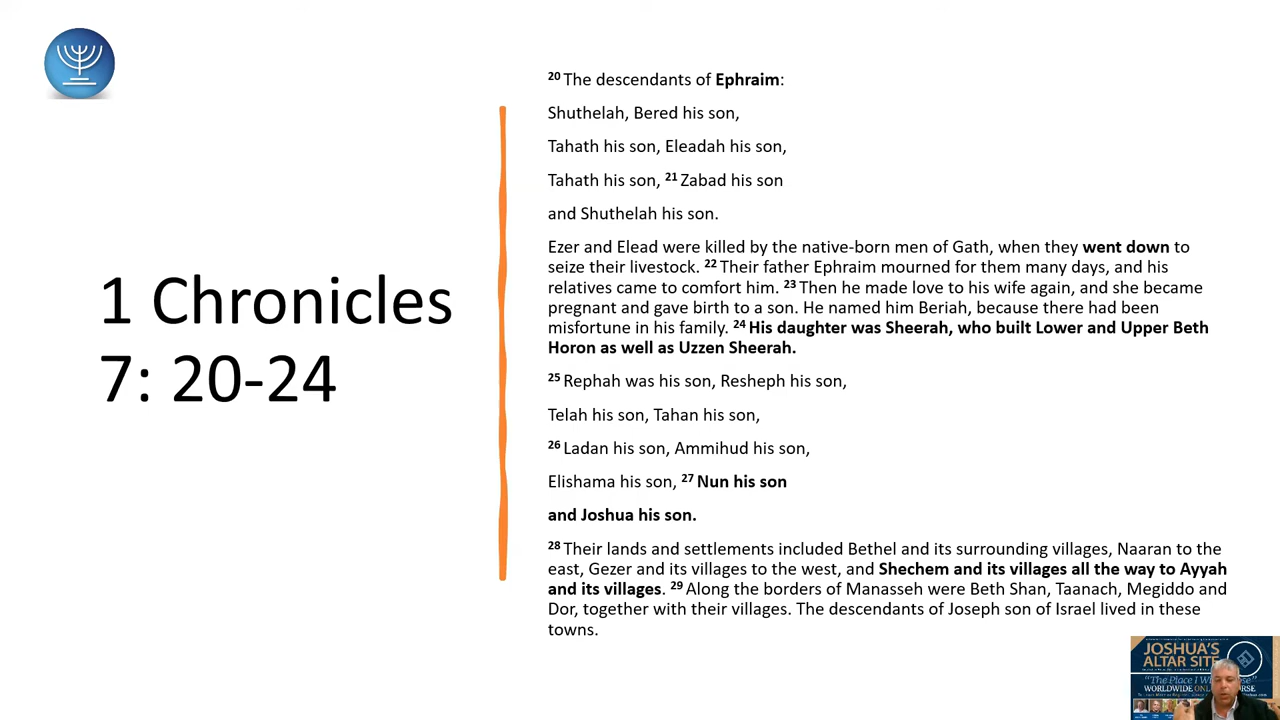 1 Chronicles
7: 20-24
20 The descendants of Ephraim:
Shuthelah, Bered his son,
Tahath his son, Eleadah his son,
Tahath his son, 21 Zabad his son
and Shuthelah his son.
Ezer and Elead were killed by the native-born men of Gath, when they went down to
seize their livestock. 22 Their father Ephraim mourned for them many days, and his
relatives came to comfort him. 23 Then he made love to his wife again, and she became
pregnant and gave birth to a son. He named him Beriah, because there had been
misfortune in his family. 24 His daughter was Sheerah, who built Lower and Upper Beth
Horon as well as Uzzen Sheerah.
25 Rephah was his son, Resheph his son,
Telah his son, Tahan his son,
26 Ladan his son, Ammihud his son,
Elishama his son, 27 Nun his son
and Joshua his son.
28 Their lands and settlements included Bethel and its surrounding villages, Naaran to the
east, Gezer and its villages to the west, and Shechem and its villages all the way to Ayyah
and its villages. 29 Along the borders of Manasseh were Beth Shan, Taanach, Megiddo and
Dor, together with their villages. The descendants of Joseph son of Israel lived in these
towns.
JOSHUA'S
ALTAR SITE
"The Place I W
WORLDWIDE